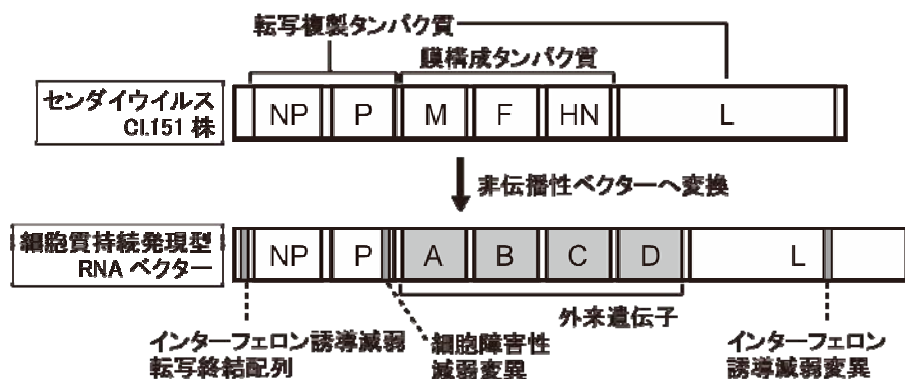 転写複製タンパク質
膜構成タンパク質
センダイウイルス
Cl.151 株
NP P M F HN L
非伝播性ベクターへ変換
細胞質持続発現型
RNA ベクター
NP P A B C D L
外来遺伝子
インターフェロン誘導減弱
転写終結配列
細胞障害性
減弱変異
インターフェロン
誘導減弱変異